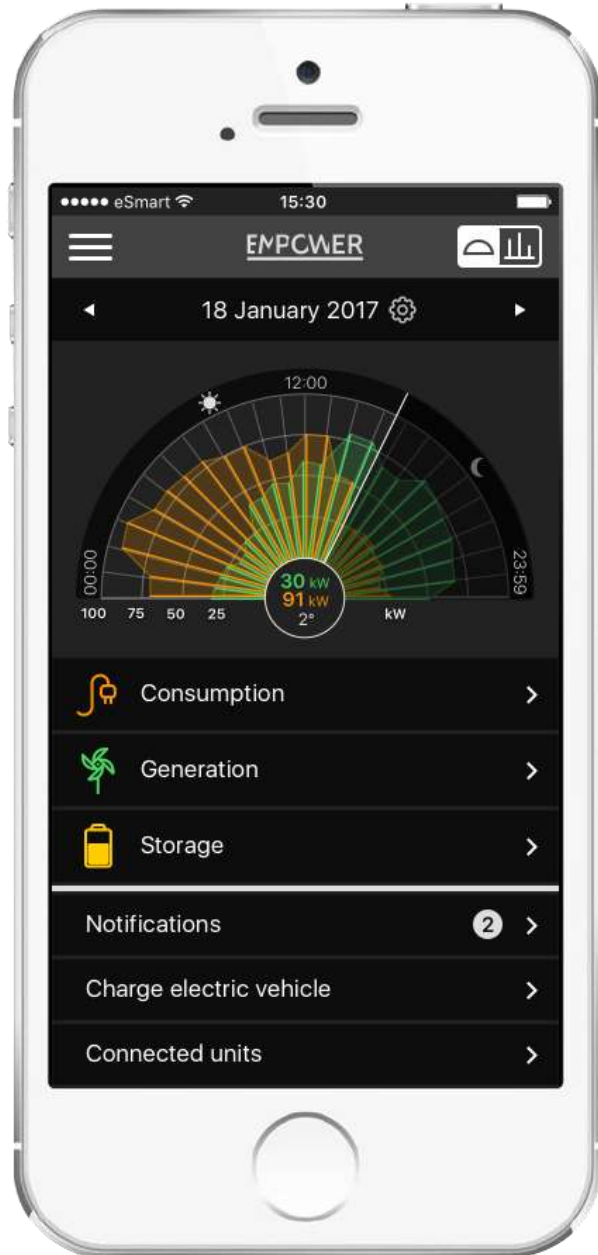 eSmart 15:30
EMPOWER
18 January 2017
12:00
00:00
23:59
100 75 50 25 kW
30 kW
91 kW
2°
Consumption
Generation
Storage
Notifications 2
Charge electric vehicle
Connected units